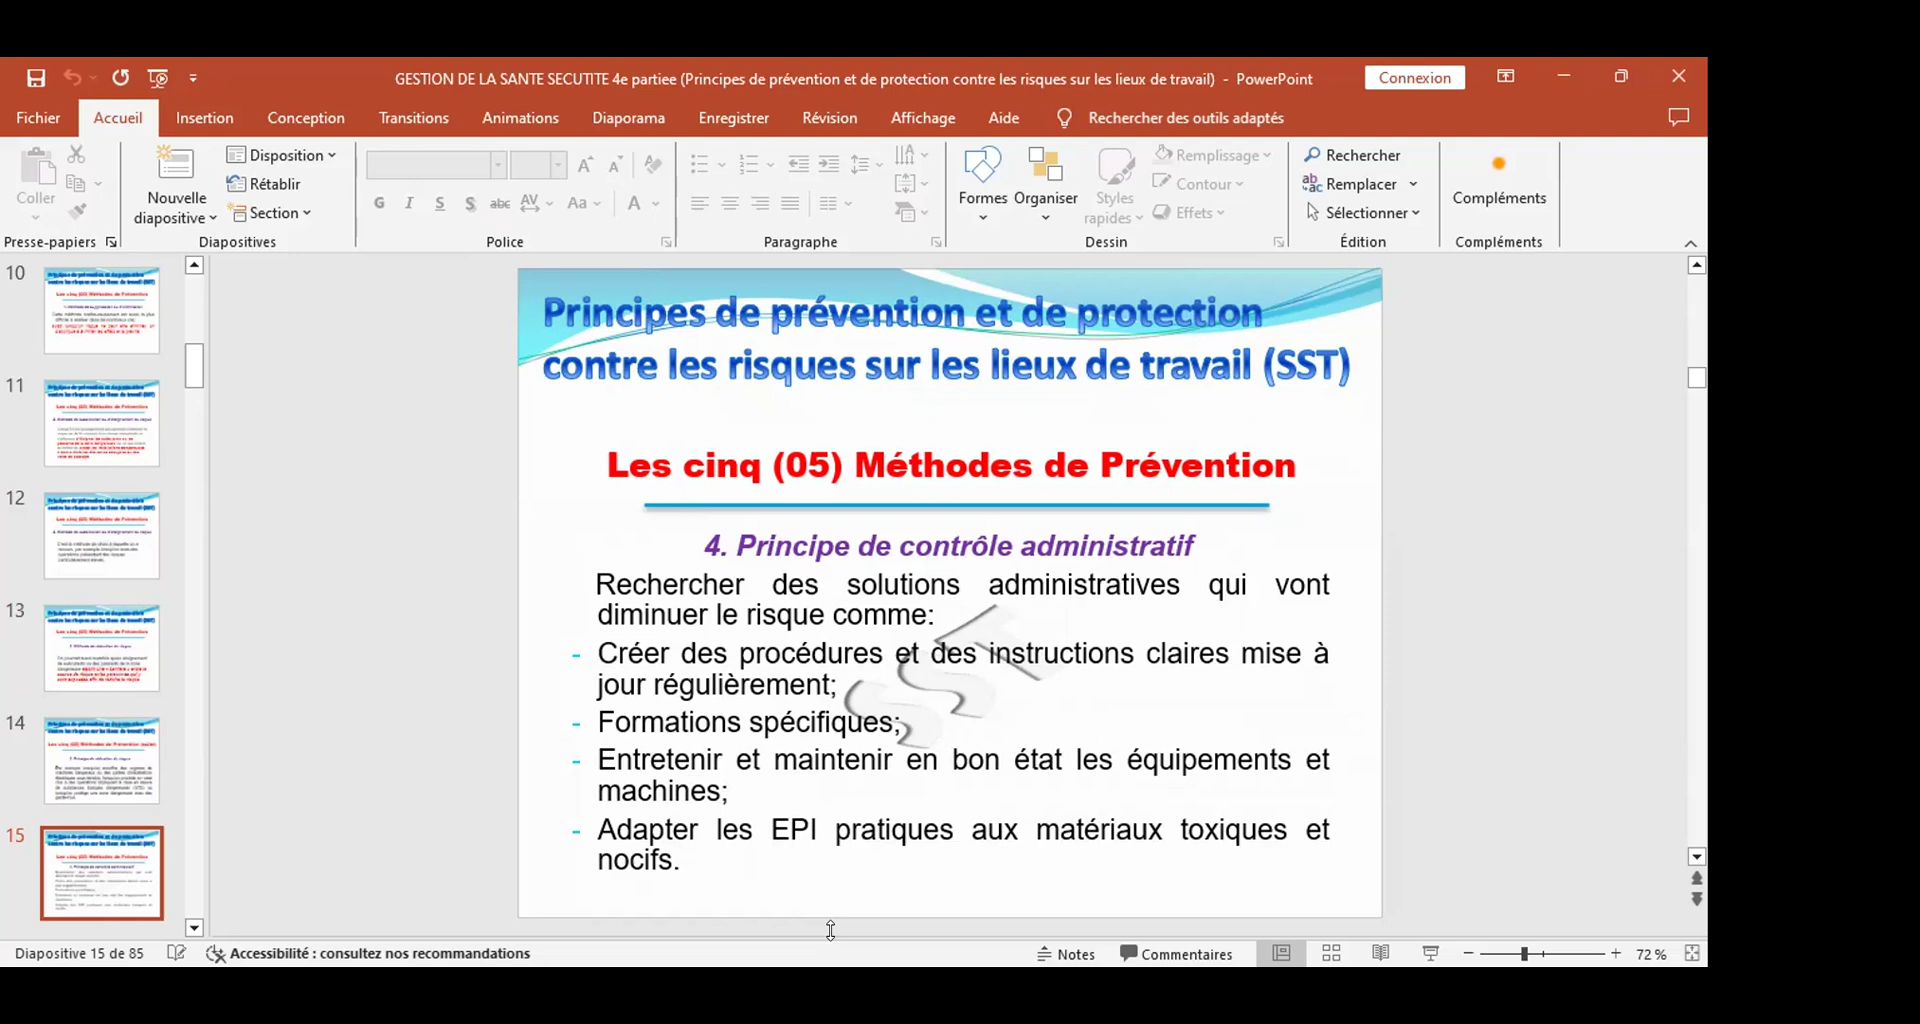 GESTION DE LA SANTE SECUTITE 4e partiee (Principes de prévention et de protection contre les risques sur les lieux de travail) - PowerPoint
Connexion
Fichier Accueil Insertion Conception Transitions Animations Diaporama Enregistrer Révision Affichage Aide Rechercher des outils adaptés
Coller
Presse-papiers
Nouvelle
diapositive
Disposition
Rétablir
Section
Diapositives
G I S S abc AV Aa A
Police
Paragraphe
Formes
Organiser
Styles
rapides
Remplissage
Contour
Effets
Dessin
Rechercher
Remplacer
Sélectionner
Édition
Compléments
Compléments
10
11
12
13
14
15
Principes de prévention et de protection
contre les risques sur les lieux de travail (SST)
Les cinq (05) Méthodes de Prévention
4. Principe de contrôle administratif
Rechercher des solutions administratives qui vont
diminuer le risque comme:
- Créer des procédures et des instructions claires mise à
jour régulièrement;
- Formations spécifiques;
- Entretenir et maintenir en bon état les équipements et
machines;
- Adapter les EPI pratiques aux matériaux toxiques et
nocifs.
SST
Diapositive 15 de 85
Accessibilité : consultez nos recommandations
Notes
Commentaires
72 %